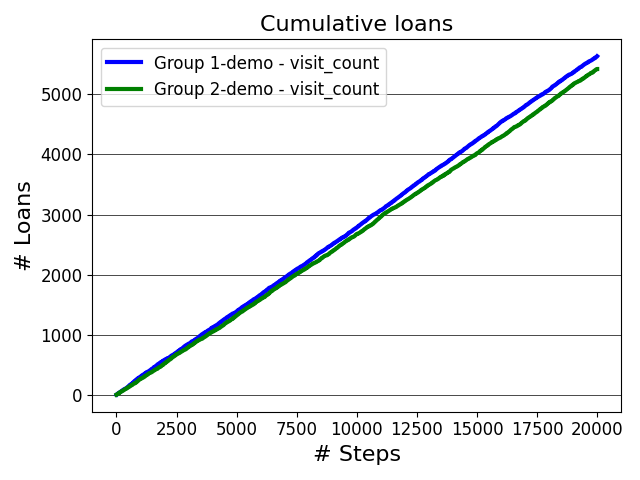 Cumulative loans
Group 1-demo - visit_count
Group 2-demo - visit_count
# Loans
5000
4000
3000
2000
1000
0
0 2500 5000 7500 10000 12500 15000 17500 20000
# Steps